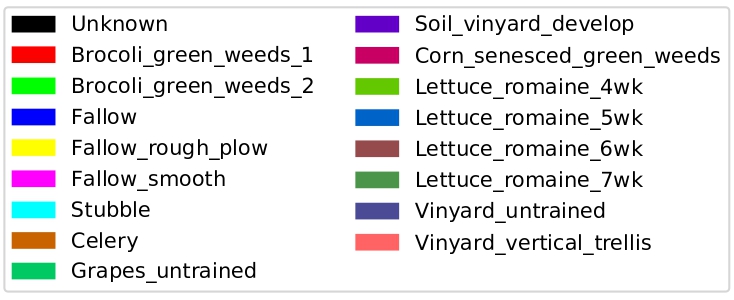 Unknown
Brocoli_green_weeds_1
Brocoli_green_weeds_2
Fallow
Fallow_rough_plow
Fallow_smooth
Stubble
Celery
Grapes_untrained
Soil_vinyard_develop
Corn_senesced_green_weeds
Lettuce_romaine_4wk
Lettuce_romaine_5wk
Lettuce_romaine_6wk
Lettuce_romaine_7wk
Vinyard_untrained
Vinyard_vertical_trellis